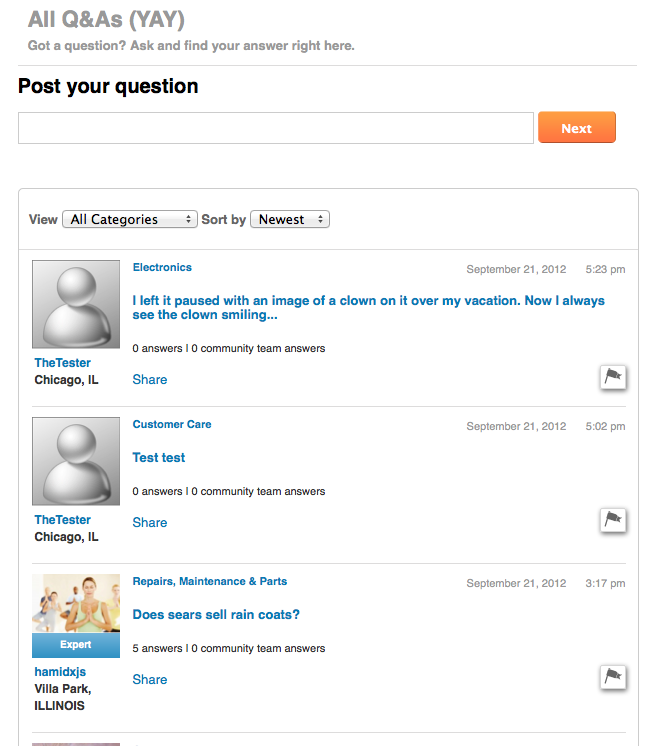 All Q&As (YAY)
Got a question? Ask and find your answer right here.
Post your question
Next
View All Categories Sort by Newest
Electronics September 21, 2012 5:23 pm
I left it paused with an image of a clown on it over my vacation. Now I always
see the clown smiling...
0 answers | 0 community team answers
TheTester
Chicago, IL
Share
Customer Care September 21, 2012 5:02 pm
Test test
0 answers | 0 community team answers
TheTester
Chicago, IL
Share
Repairs, Maintenance & Parts September 21, 2012 3:17 pm
Does sears sell rain coats?
Expert
5 answers | 0 community team answers
hamidxjs
Villa Park,
ILLINOIS
Share